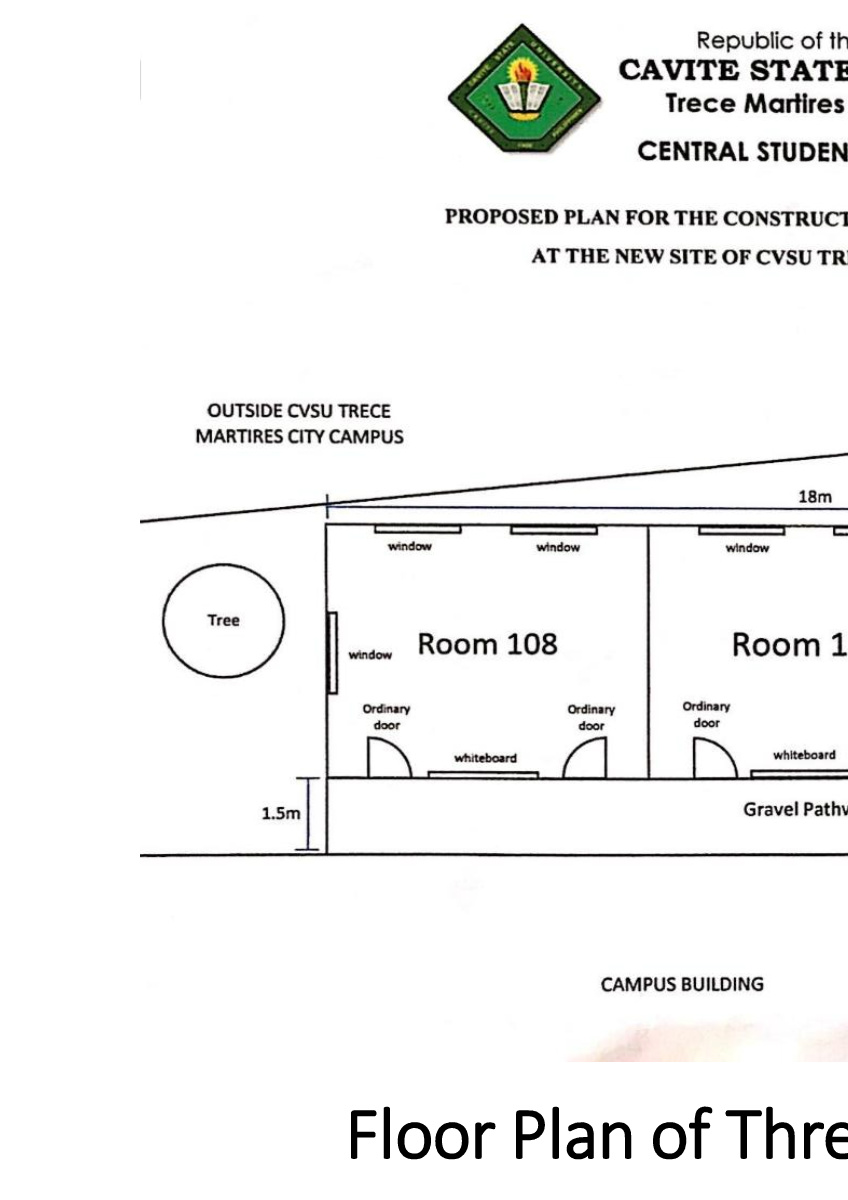 Republic of th
CAVITE STATE
Trece Martires
CENTRAL STUDEN
PROPOSED PLAN FOR THE CONSTRUCT
AT THE NEW SITE OF CVSU TR
OUTSIDE CVSU TRECE
MARTIRES CITY CAMPUS
18m
window window window
Tree
Room 108 Room 1
window
Ordinary door
Ordinary door
Ordinary door
whiteboard whiteboard
1.5m
Gravel Pathw
CAMPUS BUILDING
Floor Plan of Thre